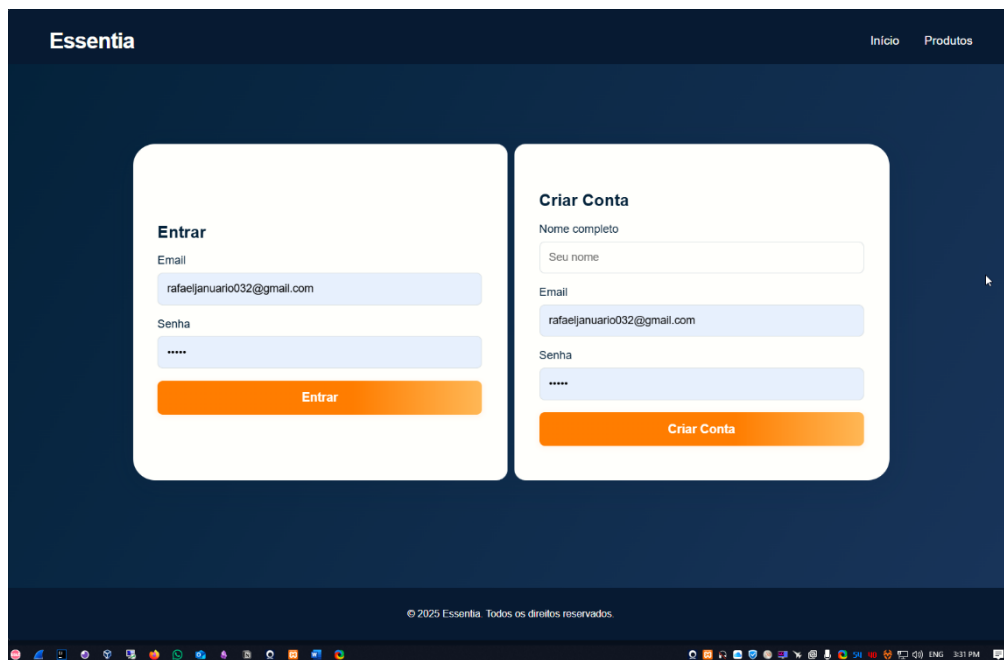 Essentia
Início Produtos
Entrar
Email
rafaeljanuario032@gmail.com
Senha
•••••
Entrar
Criar Conta
Nome completo
Seu nome
Email
rafaeljanuario032@gmail.com
Senha
•••••
Criar Conta
© 2025 Essentia. Todos os direitos reservados.
ENG 3:31 PM